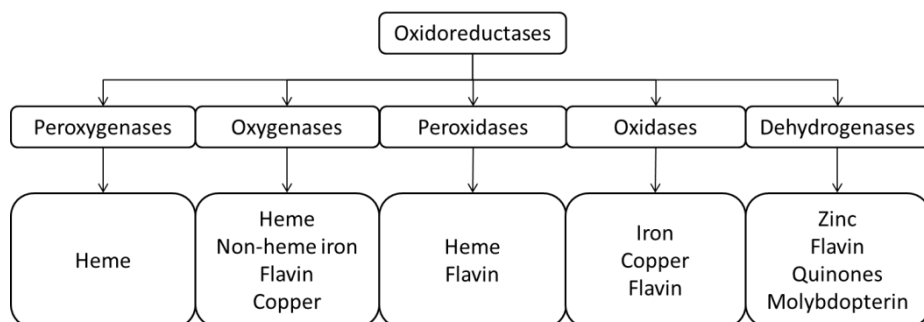 Oxidoreductases
Peroxygenases
Oxygenases
Peroxidases
Oxidases
Dehydrogenases
Heme
Heme
Non-heme iron
Flavin
Copper
Heme
Flavin
Iron
Copper
Flavin
Zinc
Flavin
Quinones
Molybdopterin